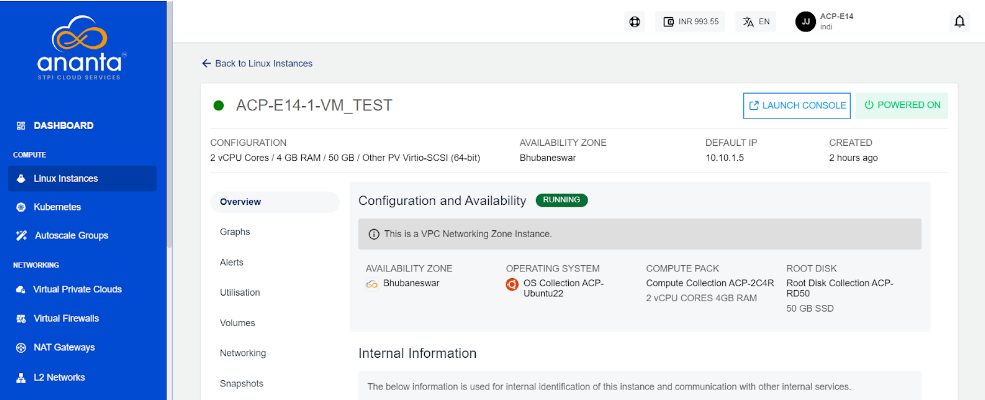 ananta
STPI CLOUD SERVICES
DASHBOARD
COMPUTE
Linux Instances
Kubernetes
Autoscale Groups
NETWORKING
Virtual Private Clouds
Virtual Firewalls
NAT Gateways
L2 Networks
INR 993.55
EN
JJ
ACP-E14
indi
Back to Linux Instances
ACP-E14-1-VM_TEST
LAUNCH CONSOLE
POWERED ON
CONFIGURATION
2 vCPU Cores / 4 GB RAM / 50 GB / Other PV Virtio-SCSI (64-bit)
AVAILABILITY ZONE
Bhubaneswar
DEFAULT IP
10.10.1.5
CREATED
2 hours ago
Overview
Graphs
Alerts
Utilisation
Volumes
Networking
Snapshots
Configuration and Availability
RUNNING
This is a VPC Networking Zone Instance.
AVAILABILITY ZONE
Bhubaneswar
OPERATING SYSTEM
OS Collection ACP-
Ubuntu22
COMPUTE PACK
Compute Collection ACP-2C4R
2 vCPU CORES 4GB RAM
ROOT DISK
Root Disk Collection ACP-
RD50
50 GB SSD
Internal Information
The below information is used for internal identification of this instance and communication with other internal services.